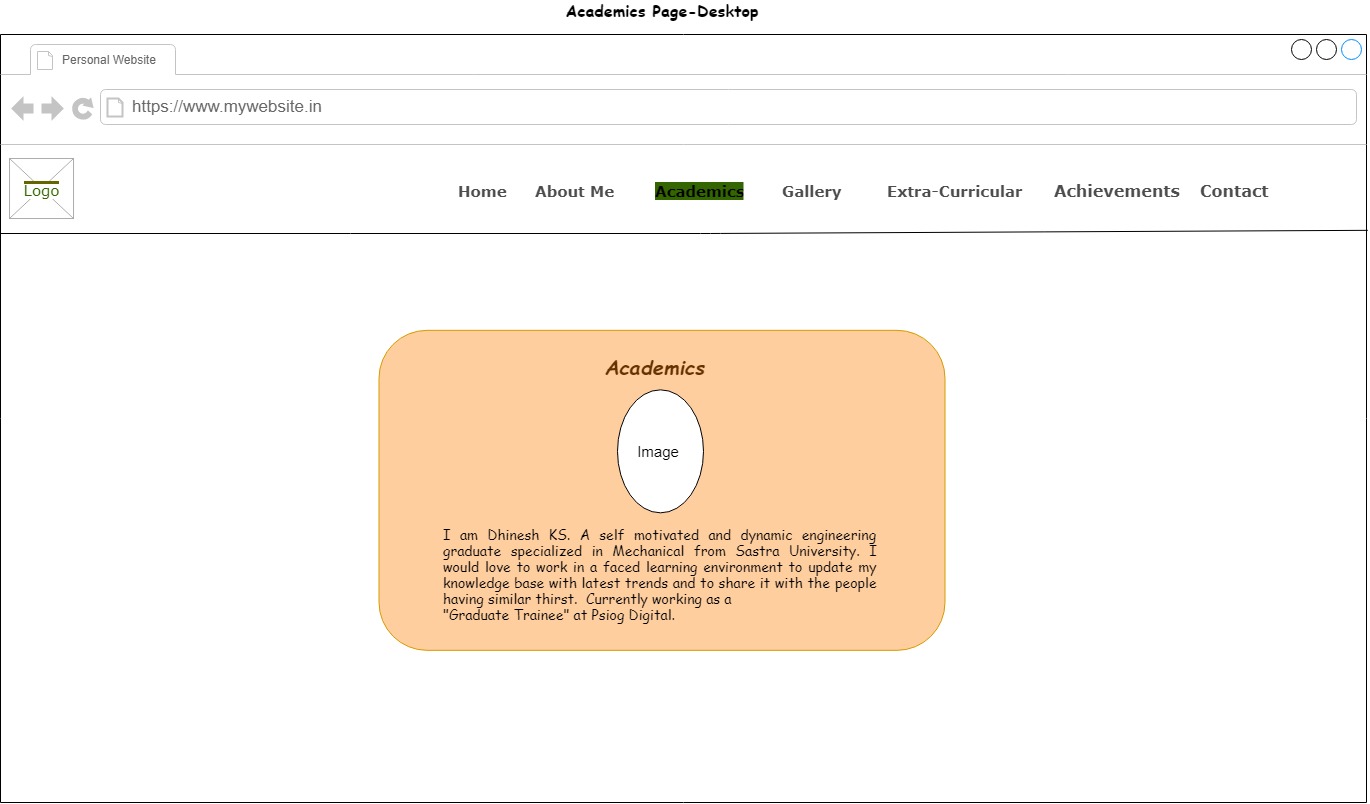 Academics Page-Desktop
Personal Website
https://www.mywebsite.in
Logo
Home About Me Academics Gallery Extra-Curricular Achievements Contact
Academics
Image
I am Dhinesh KS. A self motivated and dynamic engineering
graduate specialized in Mechanical from Sastra University. I
would love to work in a faced learning environment to update my
knowledge base with latest trends and to share it with the people
having similar thirst. Currently working as a
"Graduate Trainee" at Psiog Digital.